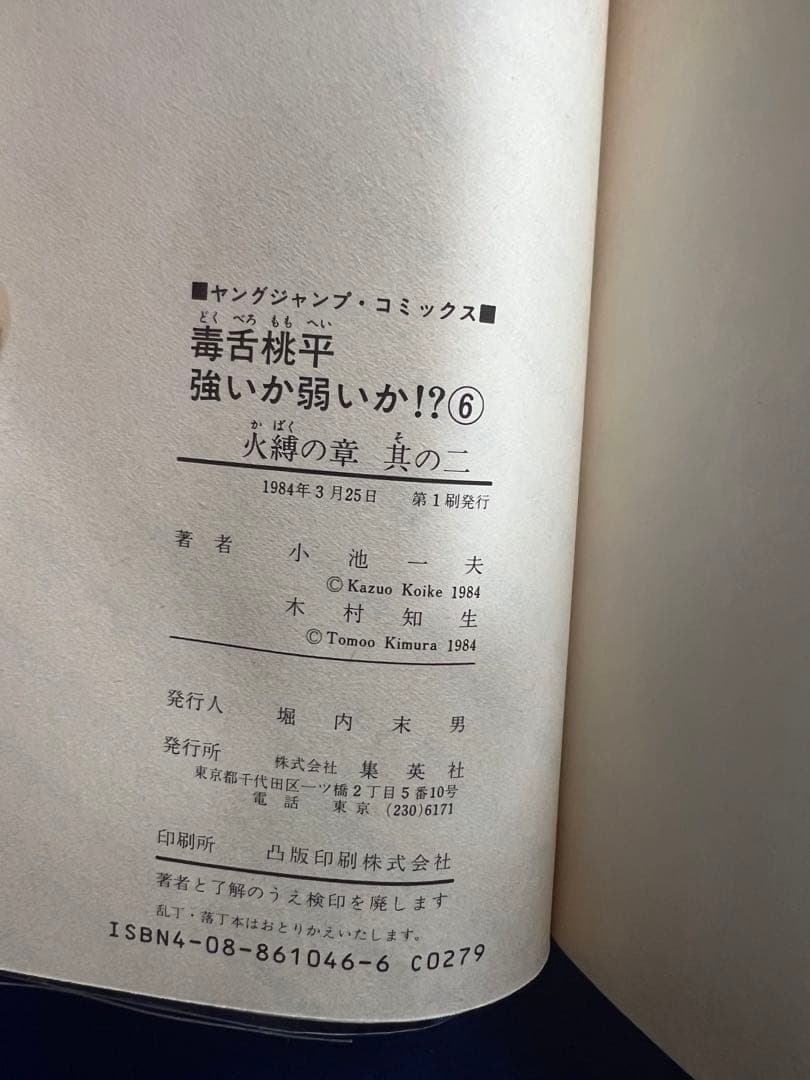 ■ヤングジャンプ・コミックス■
どくべろももへい
毒舌桃平
強いか弱いか!?⑥
かばく そ
火縛の章 其の二
1984年3月25日 第1刷発行
著者 小池一夫
©Kazuo Koike 1984
木村知生
©Tomoo Kimura 1984
発行人 堀内末男
発行所 株式会社 集英社
東京都千代田区一ツ橋2丁目5番10号
電話 東京 (230)6171
印刷所 凸版印刷株式会社
著者と了解のうえ検印を廃します
乱丁・落丁本はおとりかえいたします。
ISBN4-08-861046-6 C0279